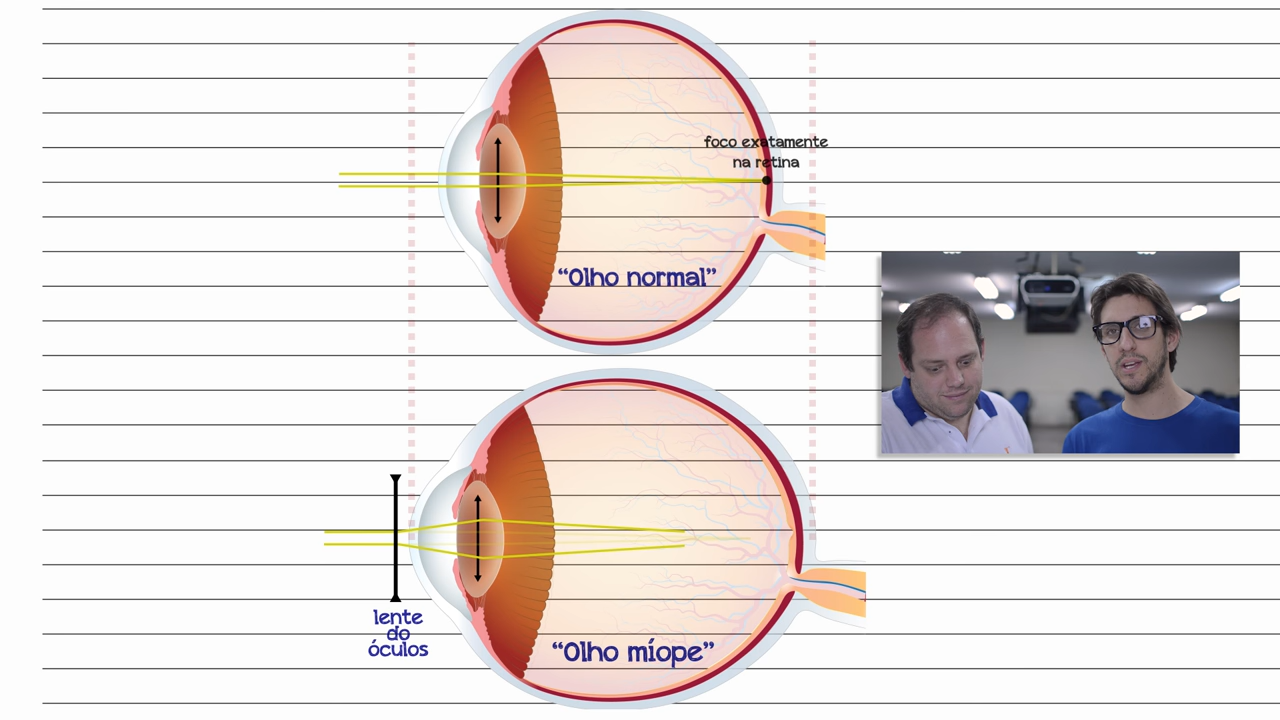 foco exatamente
na retina
“Olho normal”
lente
do
óculos
“Olho míope”